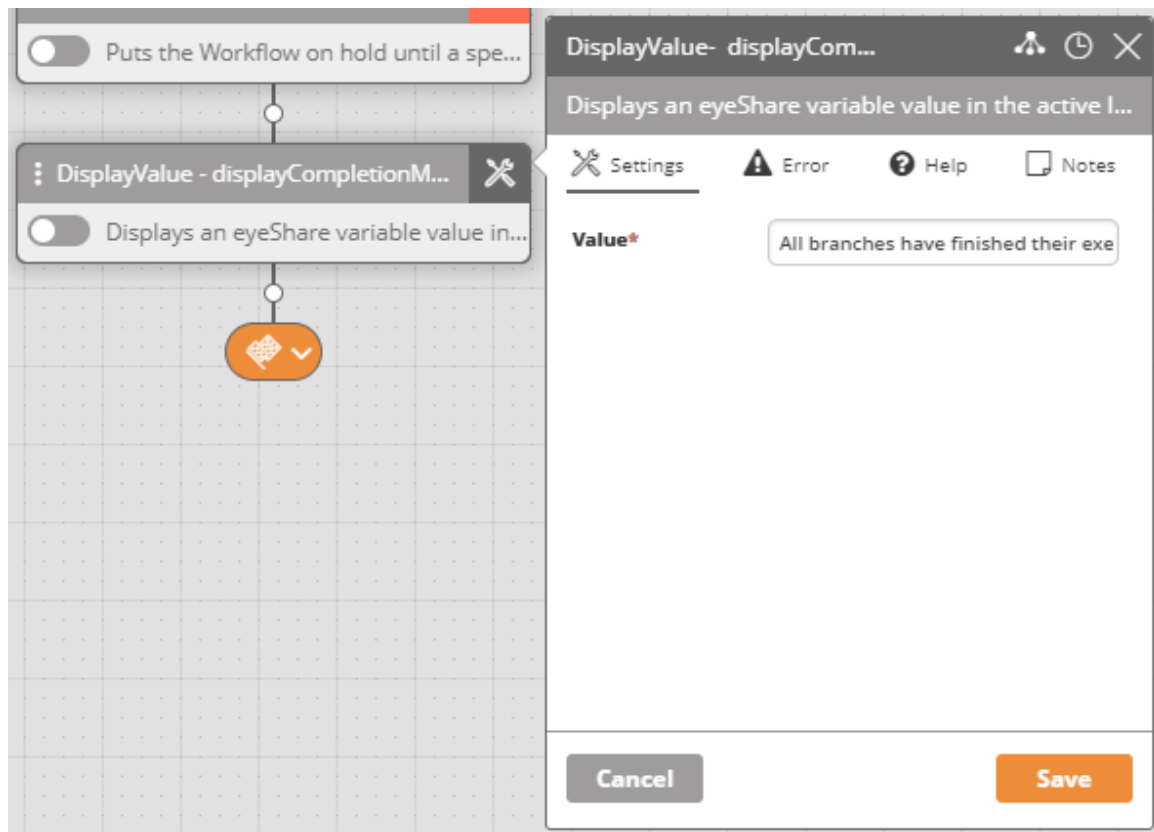 Puts the Workflow on hold until a spe...
DisplayValue - displayCompletionM...
Displays an eyeShare variable value in...
DisplayValue- displayCom...
Displays an eyeShare variable value in the active I...
Settings
Error
Help
Notes
Value*
All branches have finished their exe
Cancel
Save